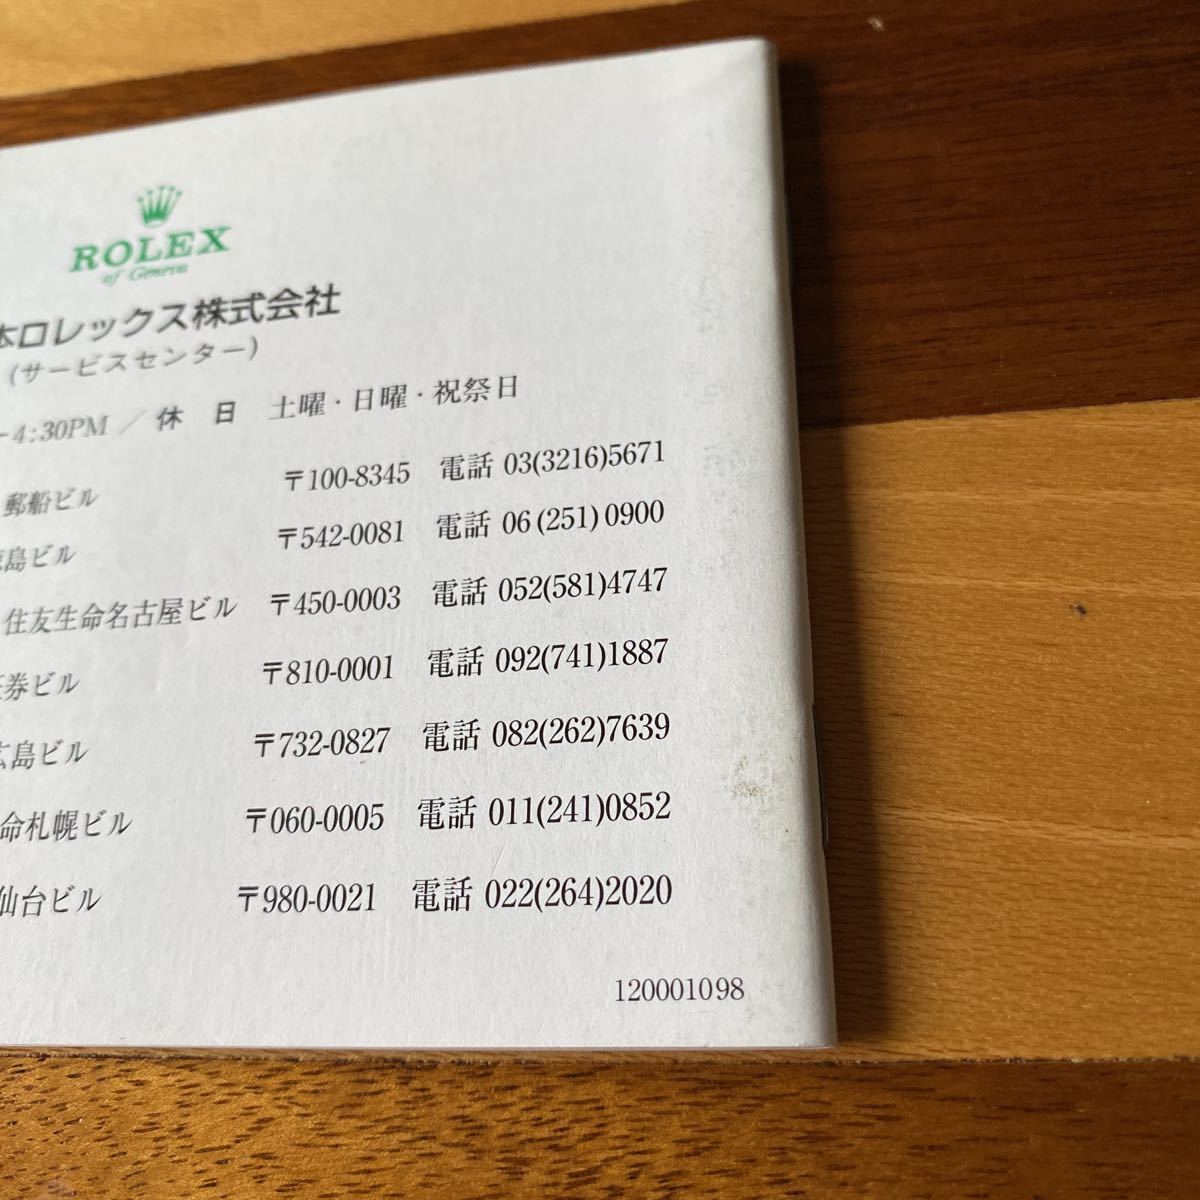 ROLEX
of Geneva
本ロレックス株式会社
(サービスセンター)
-4:30PM / 休 日 土曜・日曜・祝祭日
郵船ビル 〒100-8345 電話 03(3216)5671
島ビル 〒542-0081 電話 06(251)0900
住友生命名古屋ビル 〒450-0003 電話 052(581)4747
券ビル 〒810-0001 電話 092(741)1887
広島ビル 〒732-0827 電話 082(262)7639
命札幌ビル 〒060-0005 電話 011(241)0852
仙台ビル 〒980-0021 電話 022(264)2020
120001098